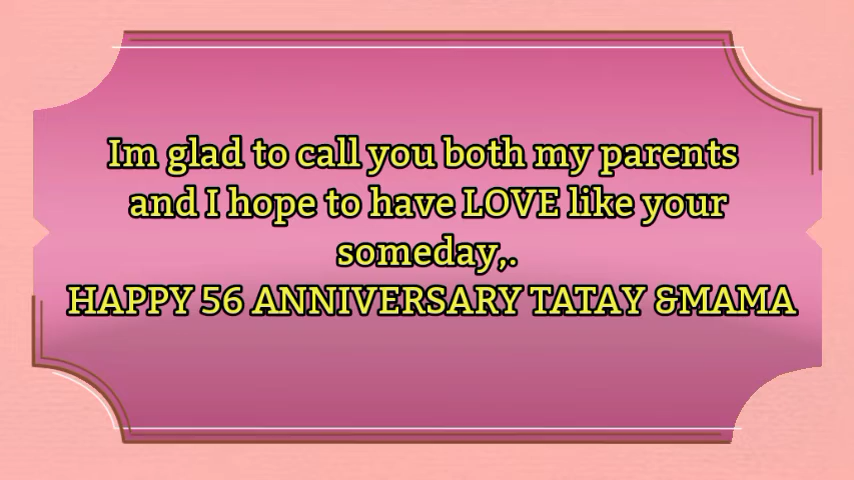 Im glad to call you both my parents
and I hope to have LOVE like your
someday,.
HAPPY 56 ANNIVERSARY TATAY &MAMA